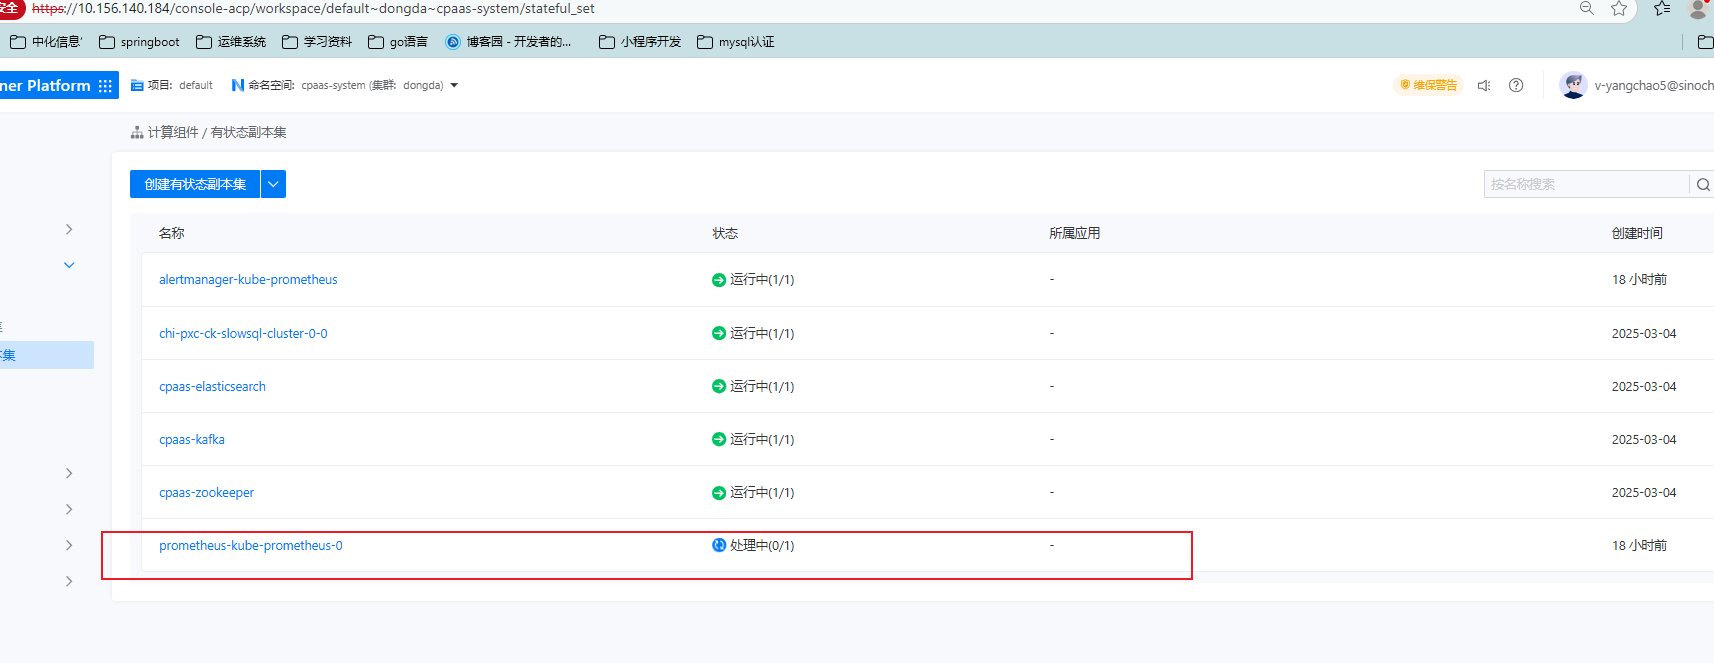 安全 https://10.156.140.184/console-acp/workspace/default~dongda~cpaas-system/stateful_set
中化信息' springboot 运维系统 学习资料 go语言 博客园 - 开发者的... 小程序开发 mysql认证
ner Platform 项目: default 命名空间: cpaas-system (集群: dongda) 维保警告 v-yangchao5@sinoch
计算组件 / 有状态副本集
创建有状态副本集 按名称搜索
名称 状态 所属应用 创建时间
alertmanager-kube-prometheus 运行中(1/1) - 18 小时前
chi-pxc-ck-slowsql-cluster-0-0 运行中(1/1) - 2025-03-04
cpaas-elasticsearch 运行中(1/1) - 2025-03-04
cpaas-kafka 运行中(1/1) - 2025-03-04
cpaas-zookeeper 运行中(1/1) - 2025-03-04
prometheus-kube-prometheus-0 处理中(0/1) - 18 小时前
本集